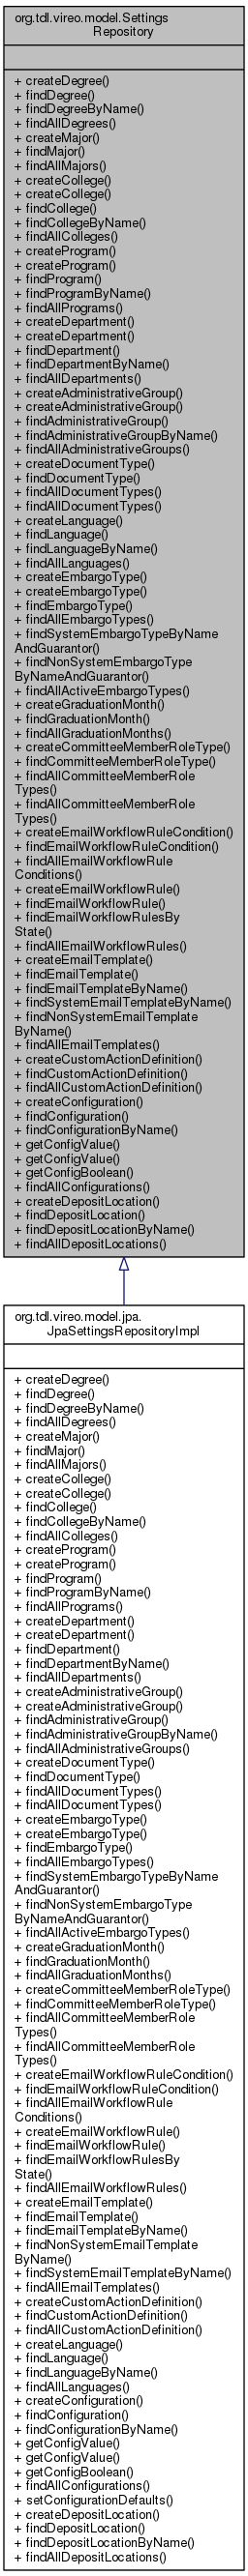 org.tdl.vireo.model.Settings
Repository
+ createDegree()
+ findDegree()
+ findDegreeByName()
+ findAllDegrees()
+ createMajor()
+ findMajor()
+ findAllMajors()
+ createCollege()
+ createCollege()
+ findCollege()
+ findCollegeByName()
+ findAllColleges()
+ createProgram()
+ createProgram()
+ findProgram()
+ findProgramByName()
+ findAllPrograms()
+ createDepartment()
+ createDepartment()
+ findDepartment()
+ findDepartmentByName()
+ findAllDepartments()
+ createAdministrativeGroup()
+ createAdministrativeGroup()
+ findAdministrativeGroup()
+ findAdministrativeGroupByName()
+ findAllAdministrativeGroups()
+ createDocumentType()
+ findDocumentType()
+ findAllDocumentTypes()
+ findAllDocumentTypes()
+ createLanguage()
+ findLanguage()
+ findLanguageByName()
+ findAllLanguages()
+ createEmbargoType()
+ createEmbargoType()
+ findEmbargoType()
+ findAllEmbargoTypes()
+ findSystemEmbargoTypeByName
AndGuarantor()
+ findNonSystemEmbargoType
ByNameAndGuarantor()
+ findAllActiveEmbargoTypes()
+ createGraduationMonth()
+ findGraduationMonth()
+ findAllGraduationMonths()
+ createCommitteeMemberRoleType()
+ findCommitteeMemberRoleType()
+ findAllCommitteeMemberRole
Types()
+ findAllCommitteeMemberRole
Types()
+ createEmailWorkflowRuleCondition()
+ findEmailWorkflowRuleCondition()
+ findAllEmailWorkflowRule
Conditions()
+ createEmailWorkflowRule()
+ findEmailWorkflowRule()
+ findEmailWorkflowRulesBy
State()
+ findAllEmailWorkflowRules()
+ createEmailTemplate()
+ findEmailTemplate()
+ findEmailTemplateByName()
+ findSystemEmailTemplateByName()
+ findNonSystemEmailTemplate
ByName()
+ findAllEmailTemplates()
+ createCustomActionDefinition()
+ findCustomActionDefinition()
+ findAllCustomActionDefinition()
+ createConfiguration()
+ findConfiguration()
+ findConfigurationByName()
+ getConfigValue()
+ getConfigValue()
+ getConfigBoolean()
+ findAllConfigurations()
+ createDepositLocation()
+ findDepositLocation()
+ findDepositLocationByName()
+ findAllDepositLocations()
org.tdl.vireo.model.jpa.
JpaSettingsRepositoryImpl
+ createDegree()
+ findDegree()
+ findDegreeByName()
+ findAllDegrees()
+ createMajor()
+ findMajor()
+ findAllMajors()
+ createCollege()
+ createCollege()
+ findCollege()
+ findCollegeByName()
+ findAllColleges()
+ createProgram()
+ createProgram()
+ findProgram()
+ findProgramByName()
+ findAllPrograms()
+ createDepartment()
+ createDepartment()
+ findDepartment()
+ findDepartmentByName()
+ findAllDepartments()
+ createAdministrativeGroup()
+ createAdministrativeGroup()
+ findAdministrativeGroup()
+ findAdministrativeGroupByName()
+ findAllAdministrativeGroups()
+ createDocumentType()
+ findDocumentType()
+ findAllDocumentTypes()
+ findAllDocumentTypes()
+ createEmbargoType()
+ createEmbargoType()
+ findEmbargoType()
+ findAllEmbargoTypes()
+ findSystemEmbargoTypeByName
AndGuarantor()
+ findNonSystemEmbargoType
ByNameAndGuarantor()
+ findAllActiveEmbargoTypes()
+ createGraduationMonth()
+ findGraduationMonth()
+ findAllGraduationMonths()
+ createCommitteeMemberRoleType()
+ findCommitteeMemberRoleType()
+ findAllCommitteeMemberRole
Types()
+ findAllCommitteeMemberRole
Types()
+ createEmailWorkflowRuleCondition()
+ findEmailWorkflowRuleCondition()
+ findAllEmailWorkflowRule
Conditions()
+ createEmailWorkflowRule()
+ findEmailWorkflowRule()
+ findEmailWorkflowRulesBy
State()
+ findAllEmailWorkflowRules()
+ createEmailTemplate()
+ findEmailTemplate()
+ findEmailTemplateByName()
+ findNonSystemEmailTemplate
ByName()
+ findSystemEmailTemplateByName()
+ findAllEmailTemplates()
+ createCustomActionDefinition()
+ findCustomActionDefinition()
+ findAllCustomActionDefinition()
+ createLanguage()
+ findLanguage()
+ findLanguageByName()
+ findAllLanguages()
+ createConfiguration()
+ findConfiguration()
+ findConfigurationByName()
+ getConfigValue()
+ getConfigValue()
+ getConfigBoolean()
+ findAllConfigurations()
+ setConfigurationDefaults()
+ createDepositLocation()
+ findDepositLocation()
+ findDepositLocationByName()
+ findAllDepositLocations()